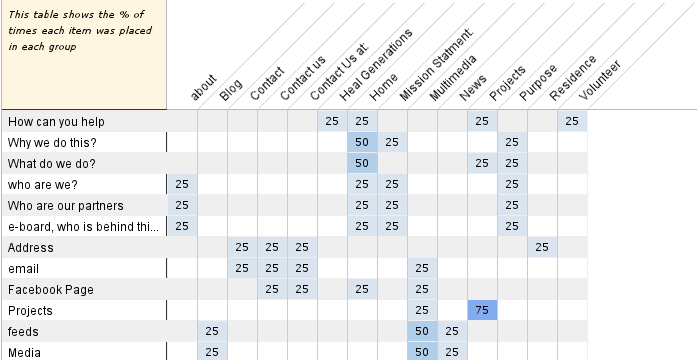 This table shows the % of
times each item was placed
in each group
about
Blog
Contact
Contact us
Contact Us at
Heal Generations
Home
Mission Statment
Multimedia
News
Projects
Purpose
Residence
Volunteer
How can you help 25 25 25 25
Why we do this? 50 25 25
What do we do? 50 25 25
who are we? 25 25 25 25
Who are our partners 25 25 25 25
e-board, who is behind thi... 25 25 25 25
Address 25 25 25 25
email 25 25 25 25
Facebook Page 25 25 25 25
Projects 25 75
feeds 25 50 25
Media 25 50 25